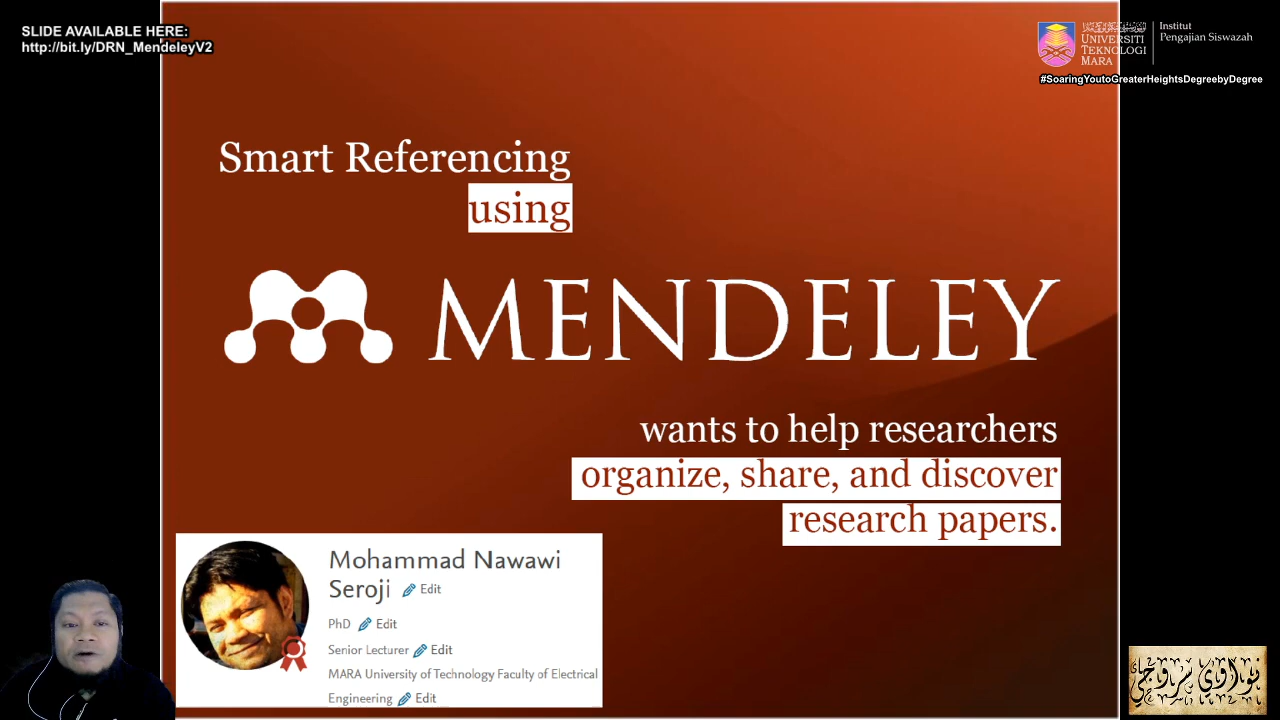 SLIDE AVAILABLE HERE:
http://bit.ly/DRN_MendeleyV2
UNIVERSITI
TEKNOLOGI
MARA
Institut
Pengajian Siswazah
#SoaringYoutoGreaterHeightsDegreebyDegree
Smart Referencing
using
MENDELEY
wants to help researchers
organize, share, and discover
research papers.
Mohammad Nawawi
Seroji Edit
PhD Edit
Senior Lecturer Edit
MARA University of Technology Faculty of Electrical
Engineering Edit
نوواوي سروجي